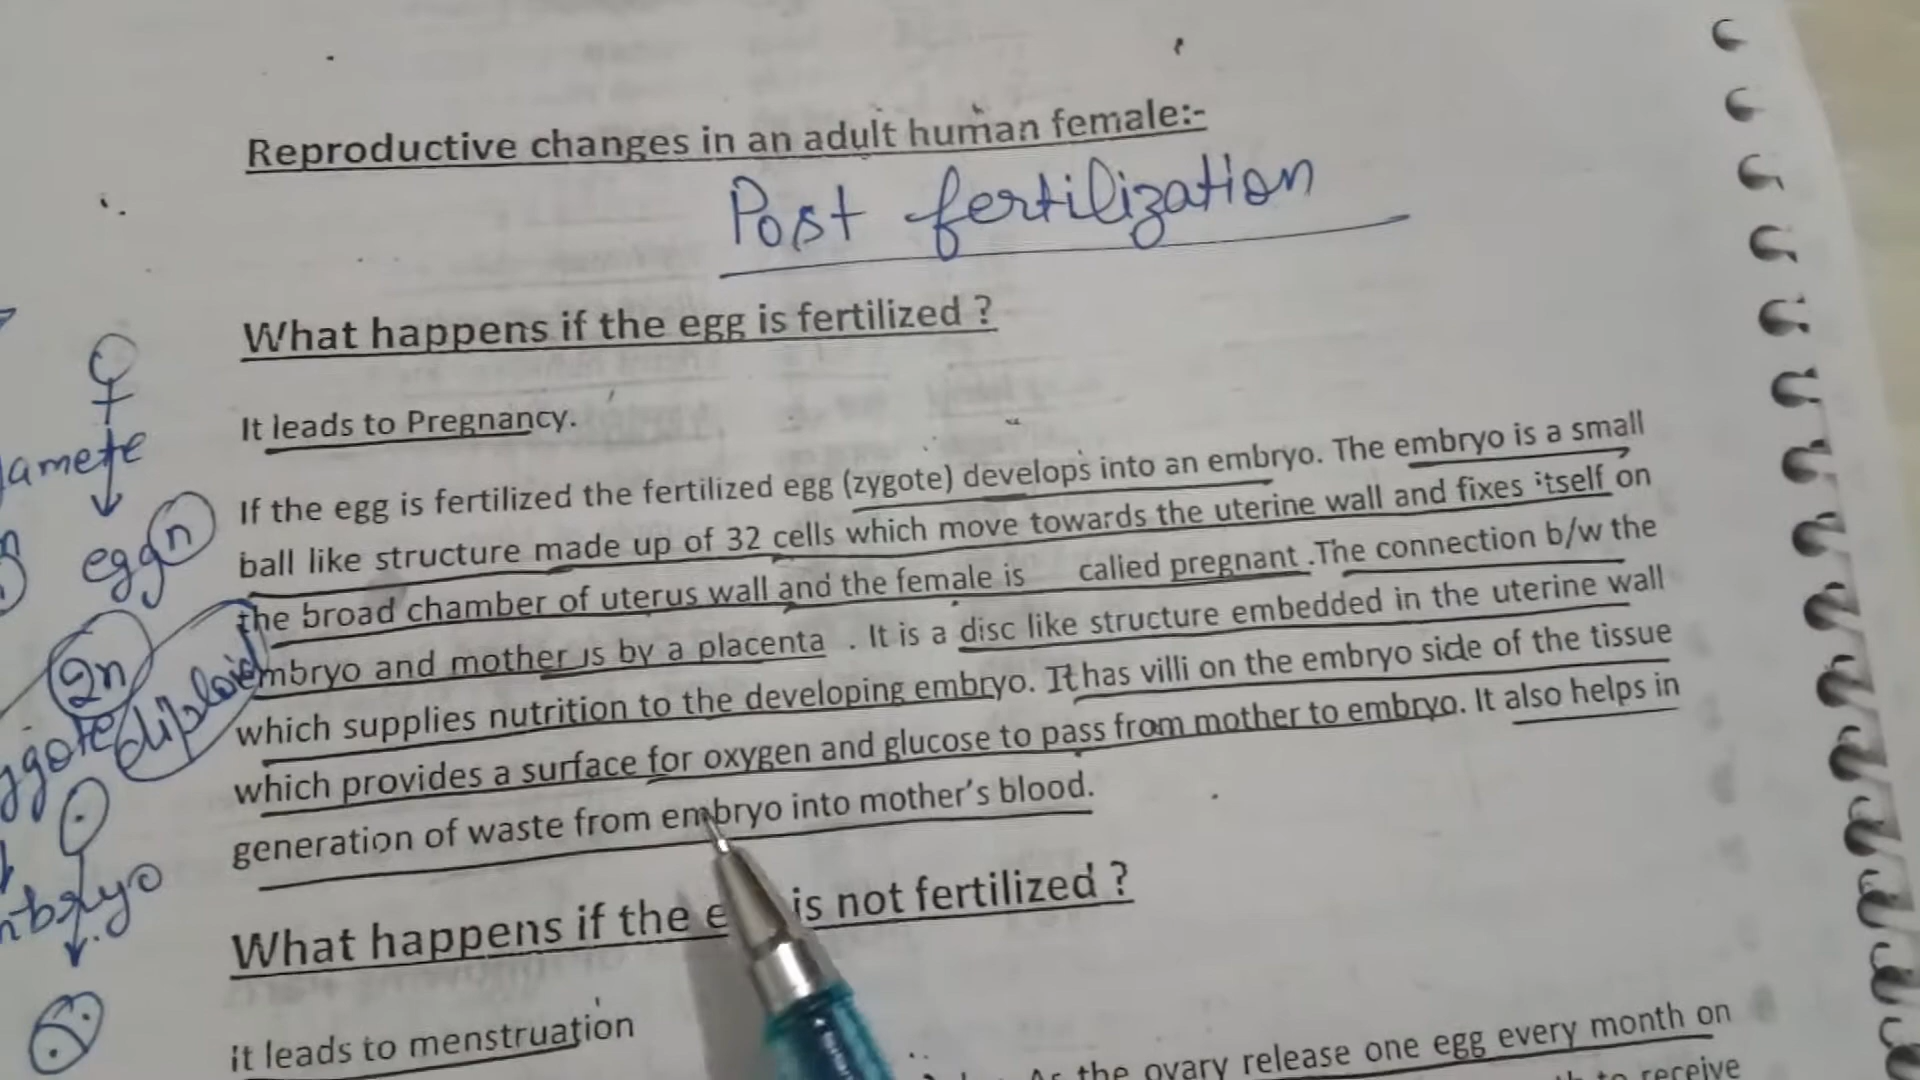 Reproductive changes in an adult human female:-
Post fertilization
What happens if the egg is fertilized ?
It leads to Pregnancy.
If the egg is fertilized the fertilized egg (zygote) develops into an embryo. The embryo is a small
ball like structure made up of 32 cells which move towards the uterine wall and fixes itself on
the broad chamber of uterus wall and the female is called pregnant .The connection b/w the
embryo and mother is by a placenta . It is a disc like structure embedded in the uterine wall
which supplies nutrition to the developing embryo. It has villi on the embryo side of the tissue
which provides a surface for oxygen and glucose to pass from mother to embryo. It also helps in
generation of waste from embryo into mother's blood.
What happens if the e is not fertilized ?
it leads to menstruation
As the ovary release one egg every month on
to receive
♀
amete
egg n
2n
diploid
ygote
mbryo